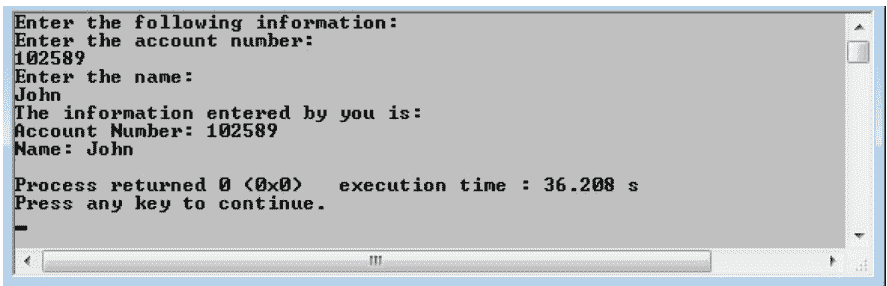 Enter the following information:
Enter the account number:
102589
Enter the name:
John
The information entered by you is:
Account Number: 102589
Name: John
Process returned 0 (0x0)   execution time : 36.208 s
Press any key to continue.